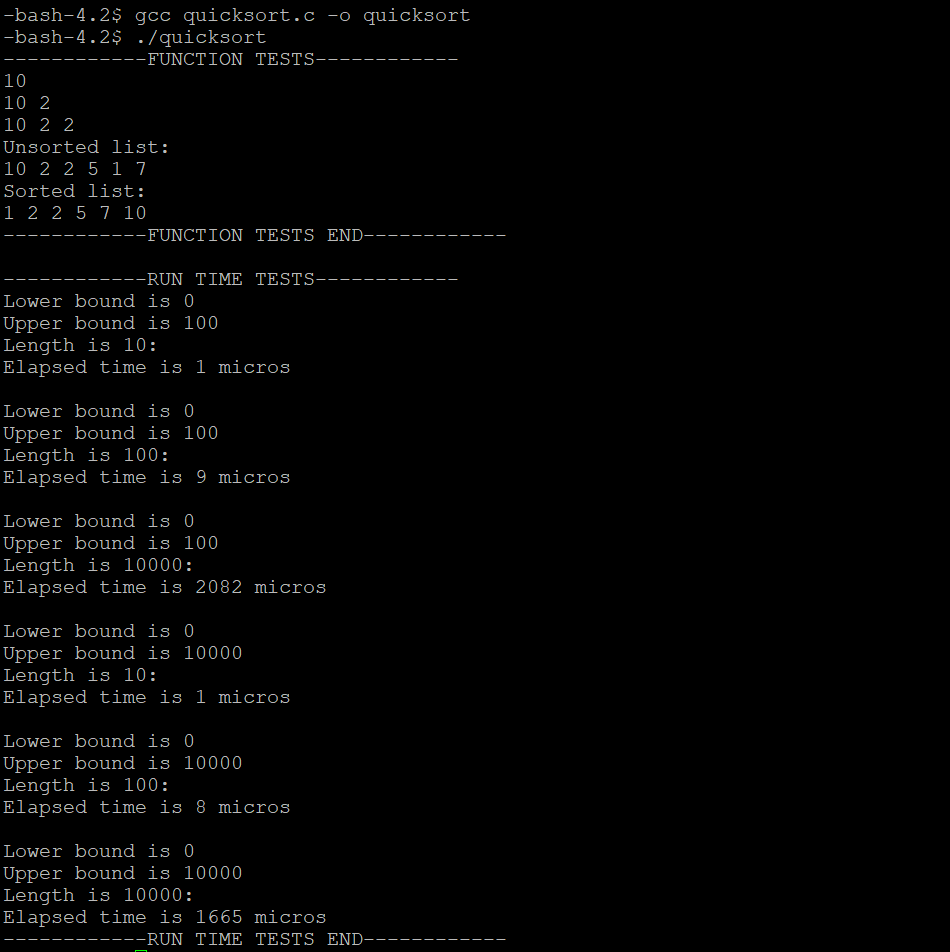 -bash-4.2$ gcc quicksort.c -o quicksort
-bash-4.2$ ./quicksort
------------FUNCTION TESTS------------
10
10 2
10 2 2
Unsorted list:
10 2 2 5 1 7
Sorted list:
1 2 2 5 7 10
------------FUNCTION TESTS END------------

------------RUN TIME TESTS------------
Lower bound is 0
Upper bound is 100
Length is 10:
Elapsed time is 1 micros

Lower bound is 0
Upper bound is 100
Length is 100:
Elapsed time is 9 micros

Lower bound is 0
Upper bound is 100
Length is 10000:
Elapsed time is 2082 micros

Lower bound is 0
Upper bound is 10000
Length is 10:
Elapsed time is 1 micros

Lower bound is 0
Upper bound is 10000
Length is 100:
Elapsed time is 8 micros

Lower bound is 0
Upper bound is 10000
Length is 10000:
Elapsed time is 1665 micros
------------RUN TIME TESTS END------------